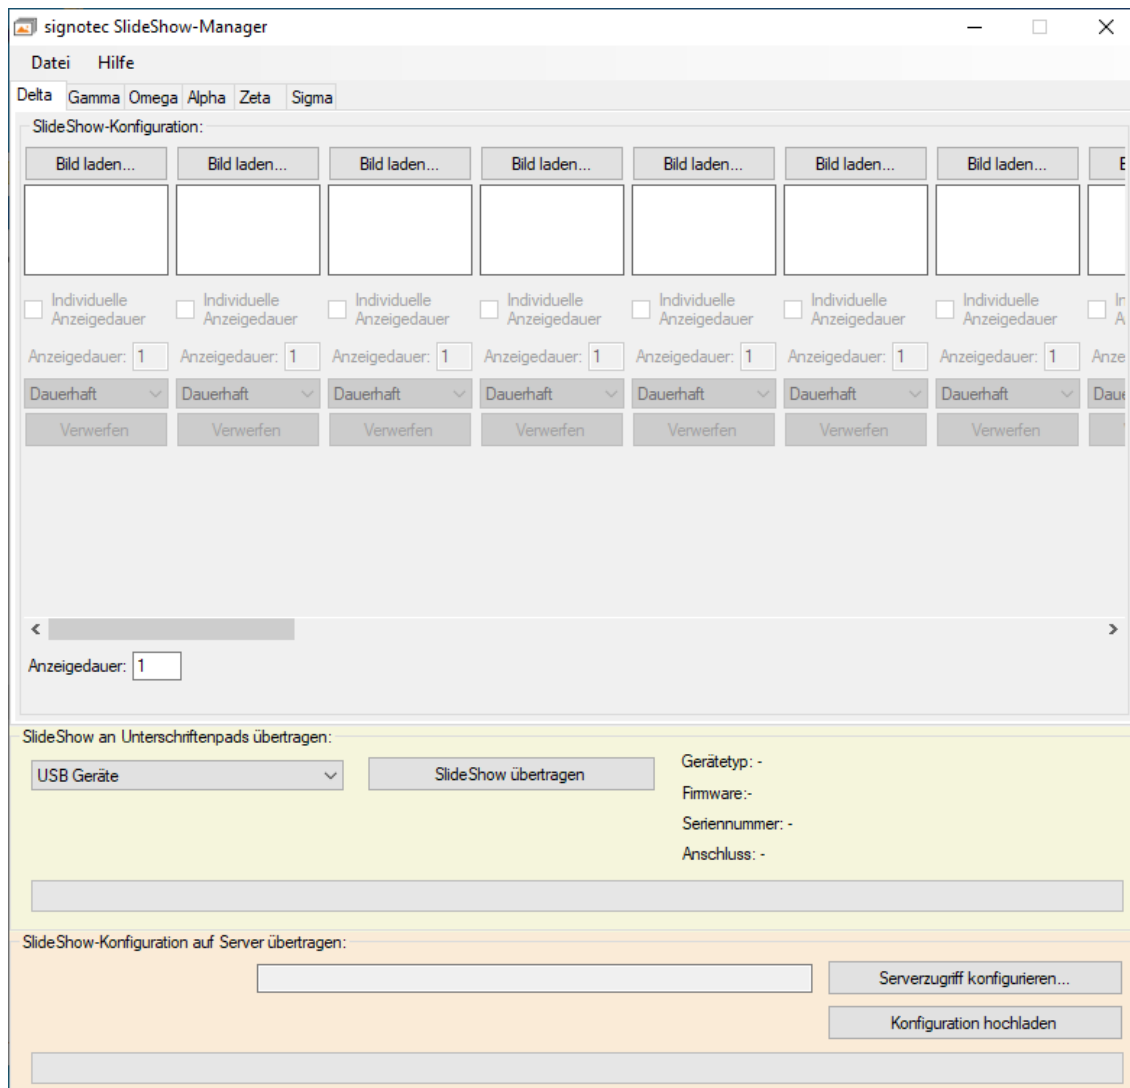 signotec SlideShow-Manager
Datei Hilfe
Delta Gamma Omega Alpha Zeta Sigma
SlideShow-Konfiguration:
Bild laden... Bild laden... Bild laden... Bild laden... Bild laden... Bild laden... Bild laden...
Individuelle Individuelle Individuelle Individuelle Individuelle Individuelle Individuelle
Anzeigedauer Anzeigedauer Anzeigedauer Anzeigedauer Anzeigedauer Anzeigedauer Anzeigedauer
Anzeigedauer: 1 Anzeigedauer: 1 Anzeigedauer: 1 Anzeigedauer: 1 Anzeigedauer: 1 Anzeigedauer: 1 Anzeigedauer: 1 Anze
Dauerhaft Dauerhaft Dauerhaft Dauerhaft Dauerhaft Dauerhaft Dauerhaft Daue
Verwerfen Verwerfen Verwerfen Verwerfen Verwerfen Verwerfen Verwerfen
Anzeigedauer: 1
SlideShow an Unterschriftenpads übertragen:
USB Geräte SlideShow übertragen
Gerätetyp: -
Firmware:-
Seriennummer: -
Anschluss: -
SlideShow-Konfiguration auf Server übertragen:
Serverzugriff konfigurieren...
Konfiguration hochladen